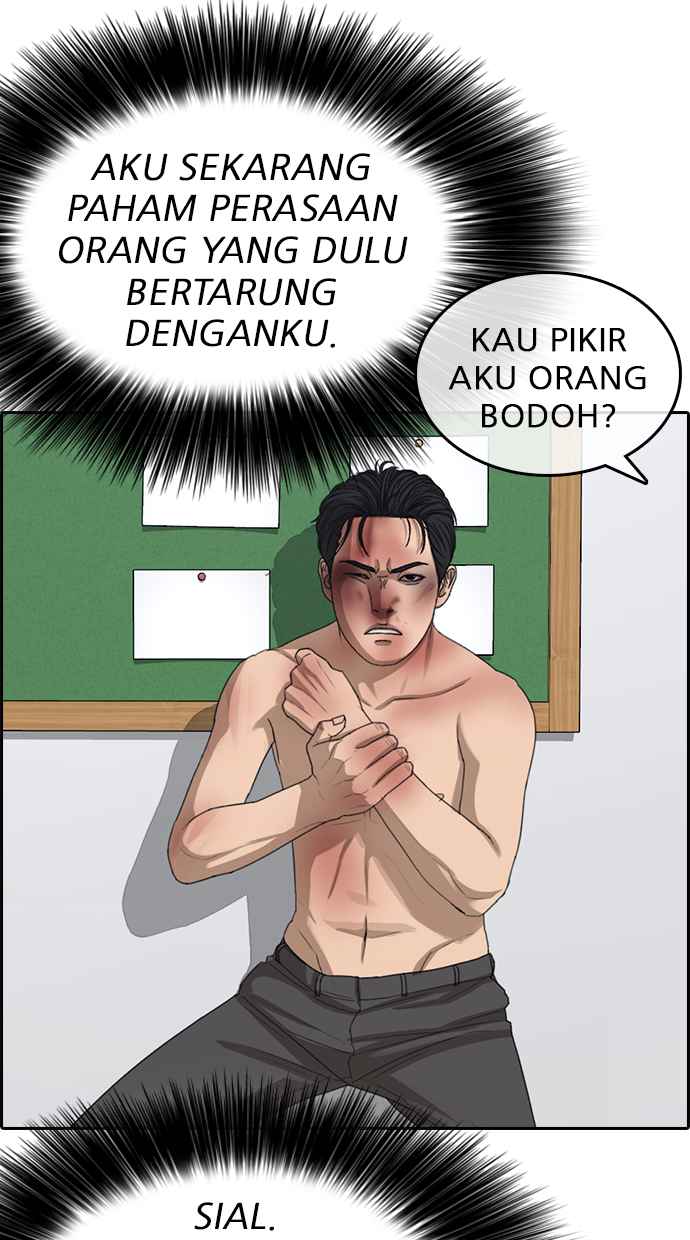 AKU SEKARANG
PAHAM PERASAAN
ORANG YANG DULU
BERTARUNG
DENGANKU.
KAU PIKIR
AKU ORANG
BODOH?
SIAL.